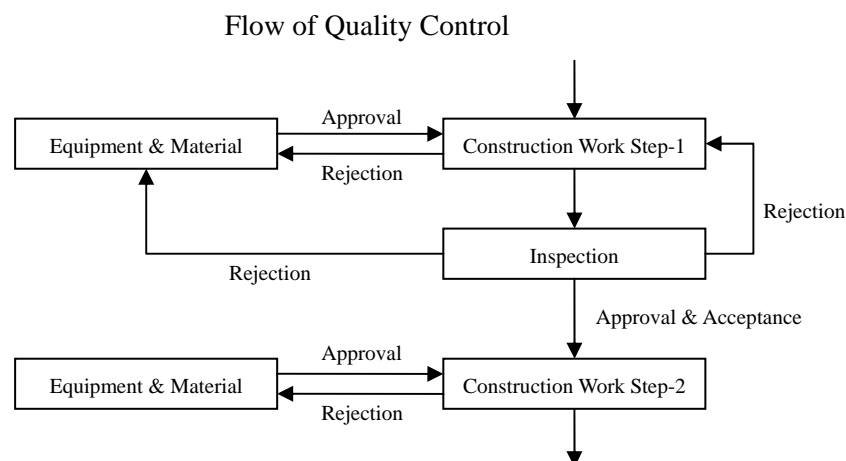 Flow of Quality Control
Approval
Equipment & Material
Construction Work Step-1
Rejection
Rejection
Inspection
Rejection
Approval & Acceptance
Approval
Equipment & Material
Construction Work Step-2
Rejection